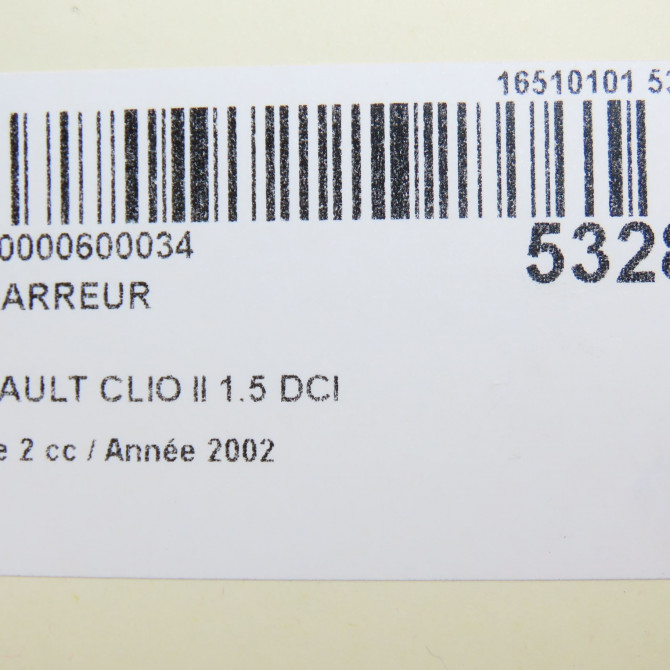 16510101 53
0000600034
5328
ARREUR
AULT CLIO II 1.5 DCI
e 2 cc / Année 2002